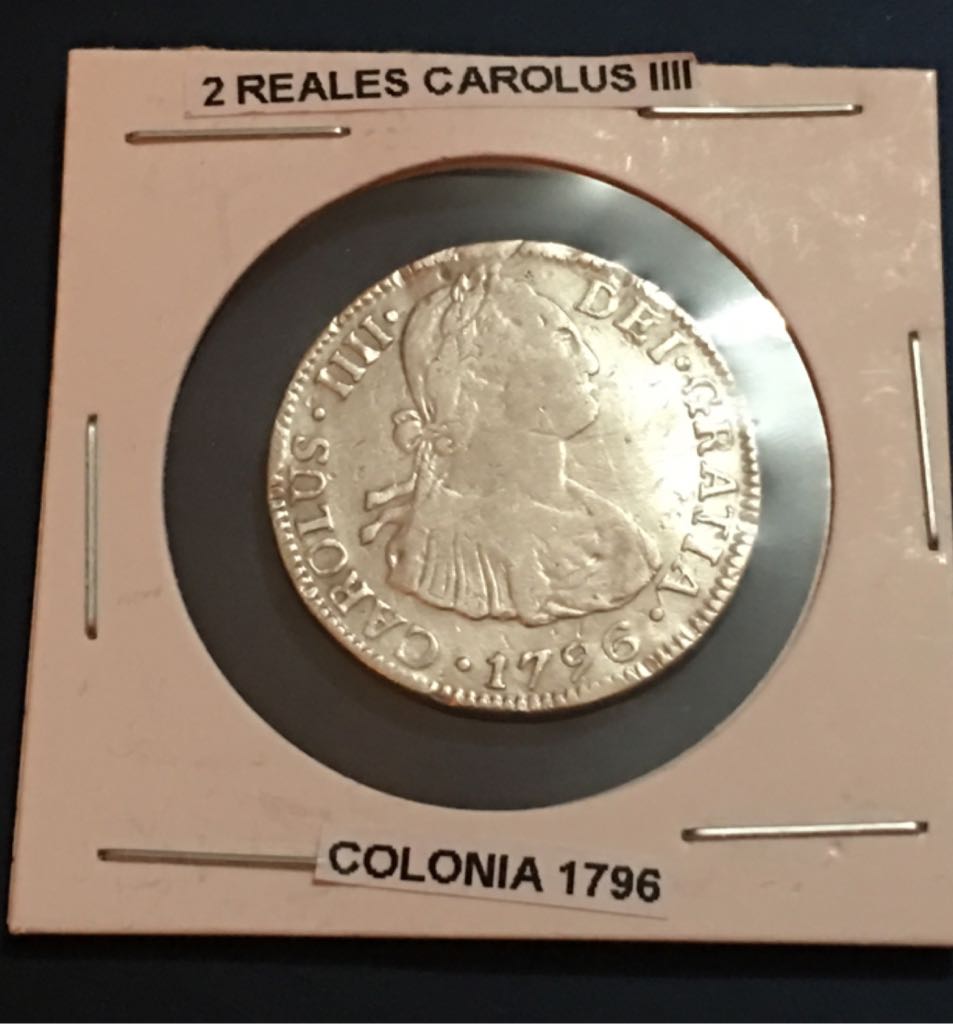 2 REALES CAROLUS IIII
CAROLUS · IIII · DEI · GRATIA · 1796 ·
COLONIA 1796